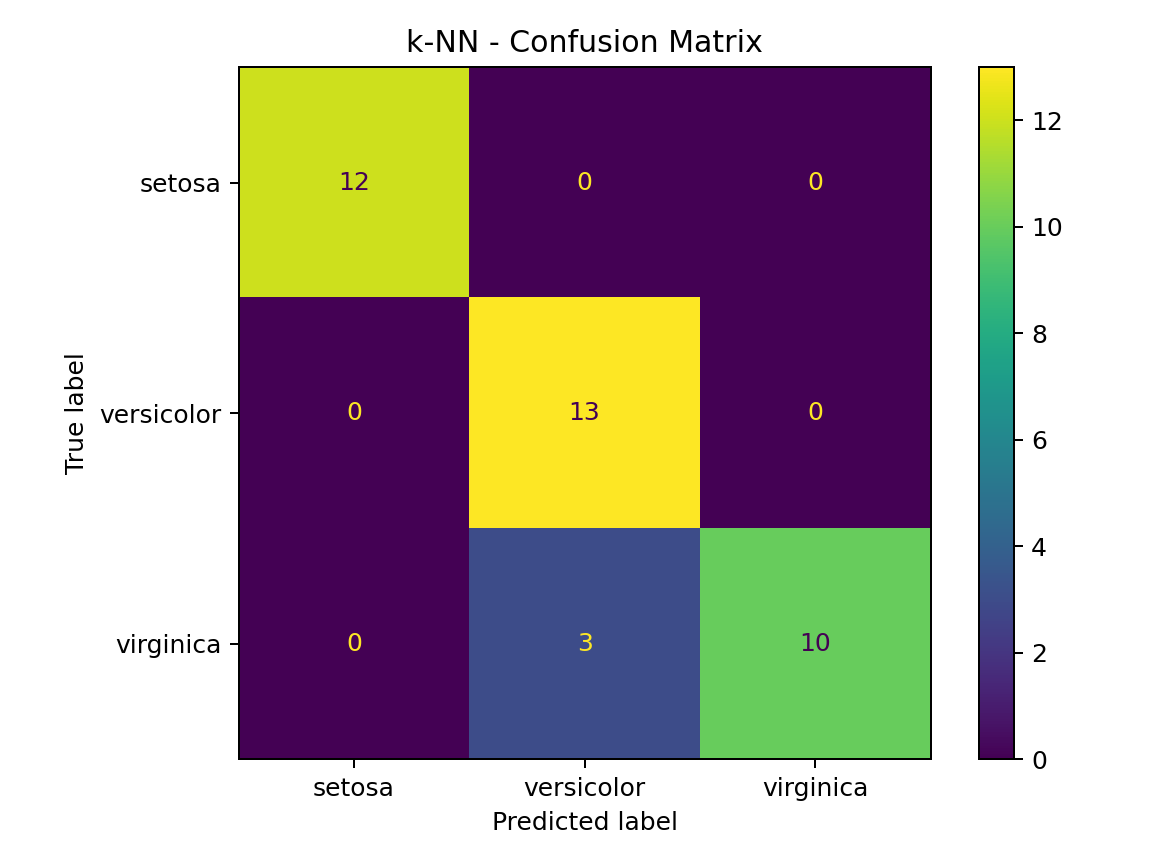 k-NN - Confusion Matrix
True label
setosa 12 0 0
versicolor 0 13 0
virginica 0 3 10
setosa versicolor virginica
Predicted label
12
10
8
6
4
2
0